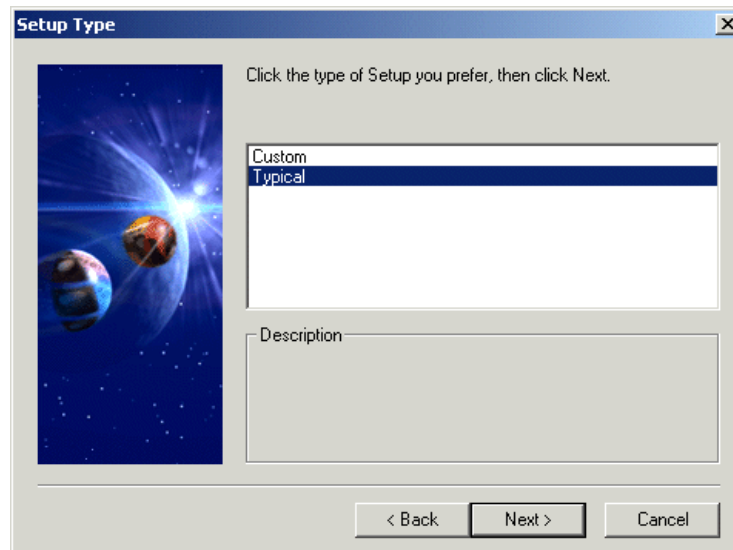 Setup Type
Click the type of Setup you prefer, then click Next.
Custom
Typical
Description
< Back Next > Cancel